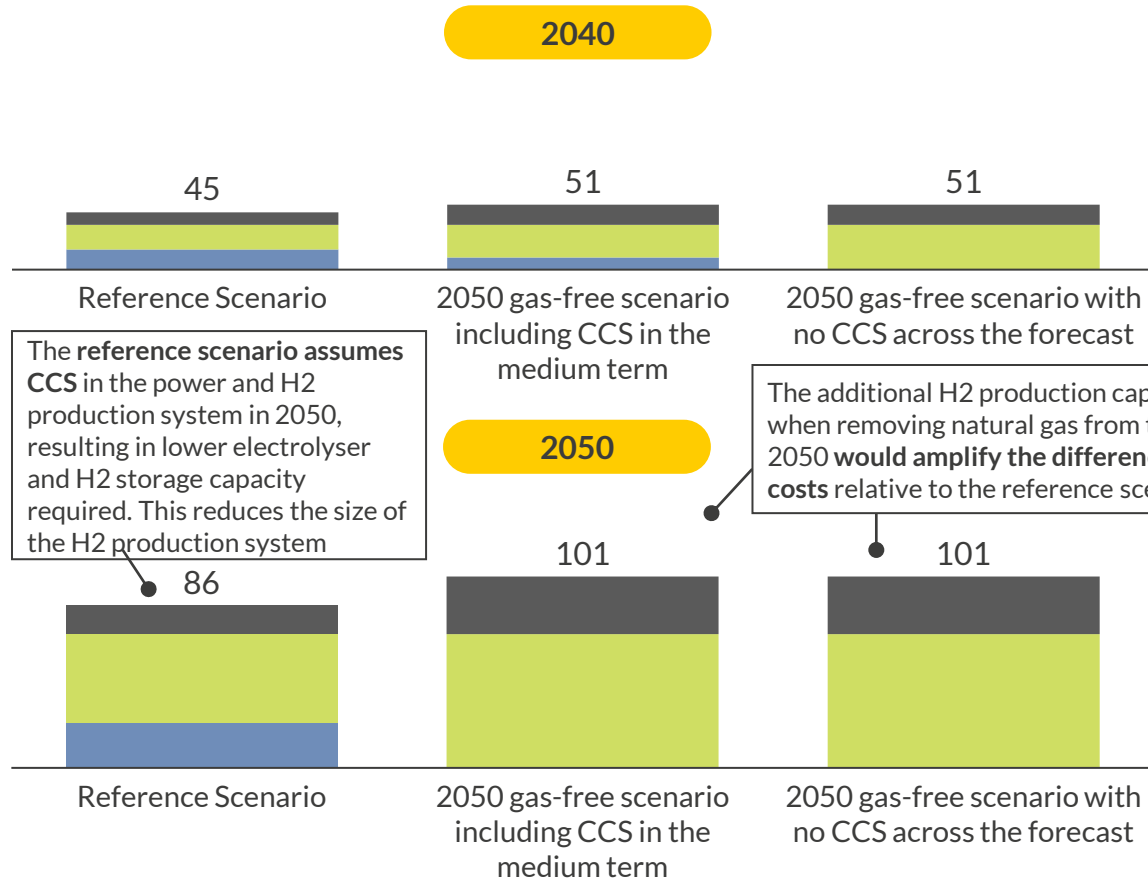 2040
45
51
51
Reference Scenario
2050 gas-free scenario
including CCS in the
medium term
2050 gas-free scenario with
no CCS across the forecast
The reference scenario assumes
CCS in the power and H2
production system in 2050,
resulting in lower electrolyser
and H2 storage capacity
required. This reduces the size of
the H2 production system
The additional H2 production
when removing natural gas from
2050 would amplify the
costs relative to the reference
2050
86
101
101
Reference Scenario
2050 gas-free scenario
including CCS in the
medium term
2050 gas-free scenario with
no CCS across the forecast